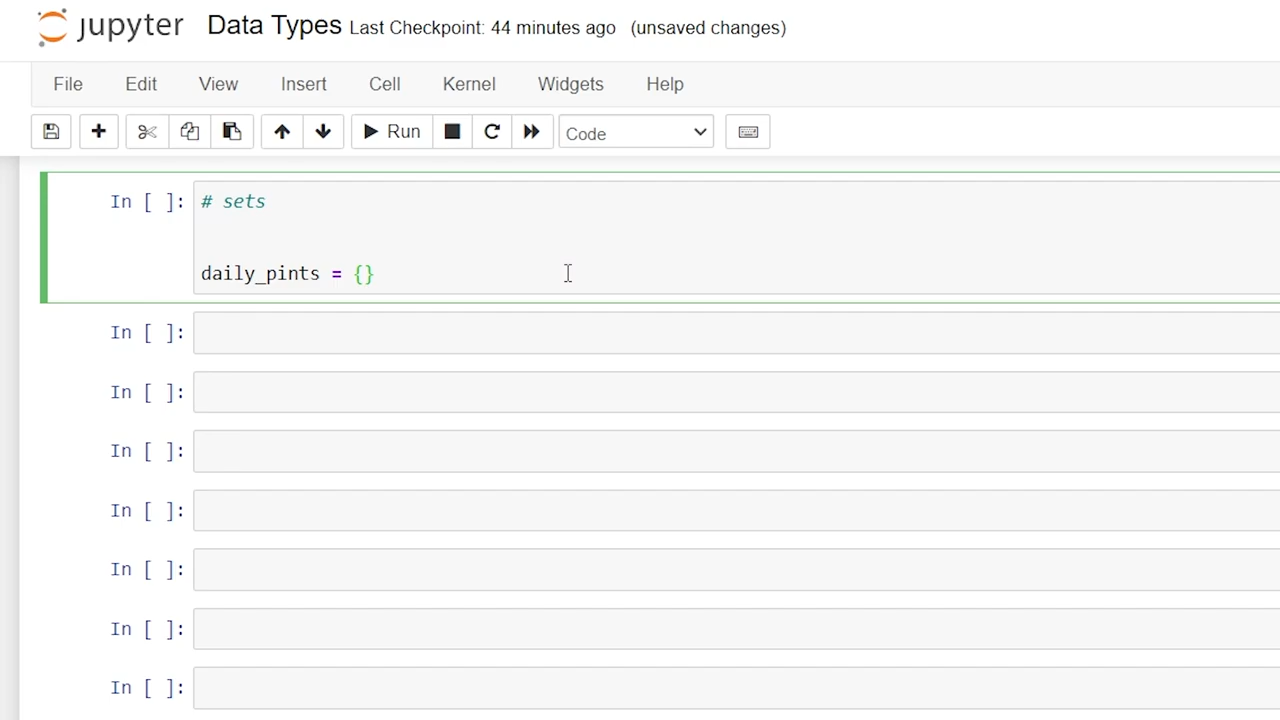 jupyter Data Types Last Checkpoint: 44 minutes ago (unsaved changes)
File Edit View Insert Cell Kernel Widgets Help
Run Code
In [ ]: # sets
daily_pints = {}
In [ ]:
In [ ]:
In [ ]:
In [ ]:
In [ ]:
In [ ]:
In [ ]: